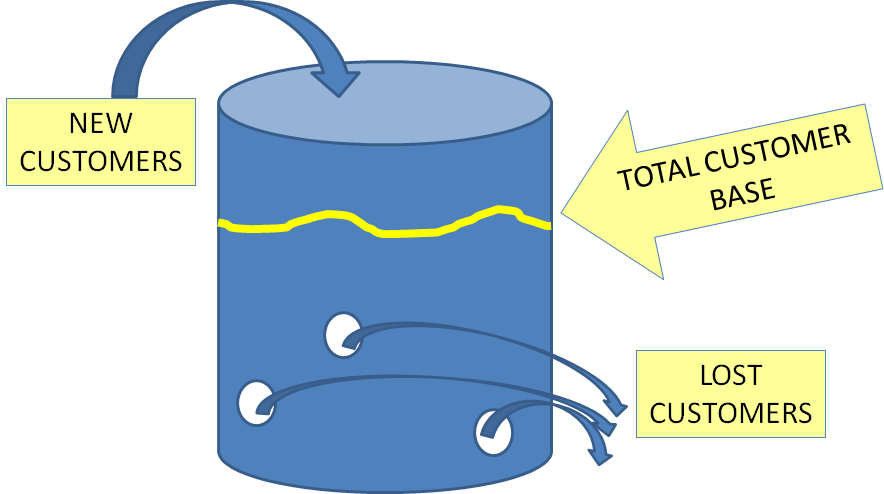 NEW
CUSTOMERS
TOTAL CUSTOMER
BASE
LOST
CUSTOMERS